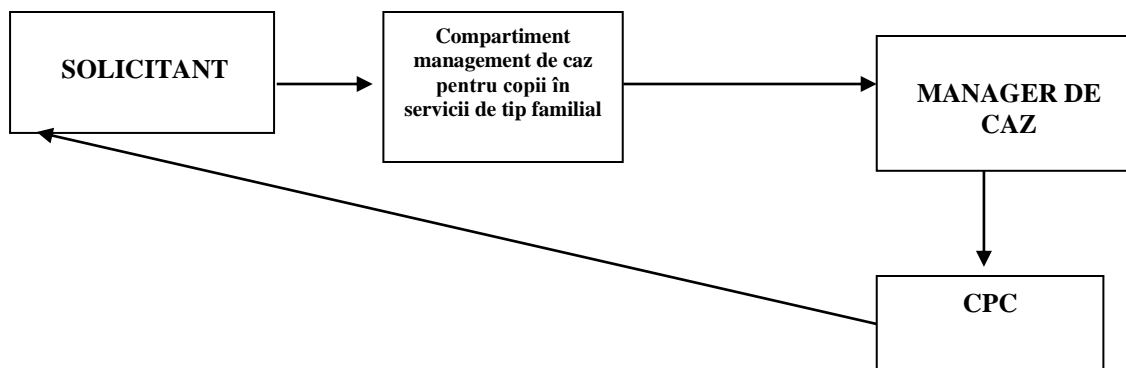 SOLICITANT
Compartiment
management de caz
pentru copii în
servicii de tip familial
MANAGER DE
CAZ
CPC